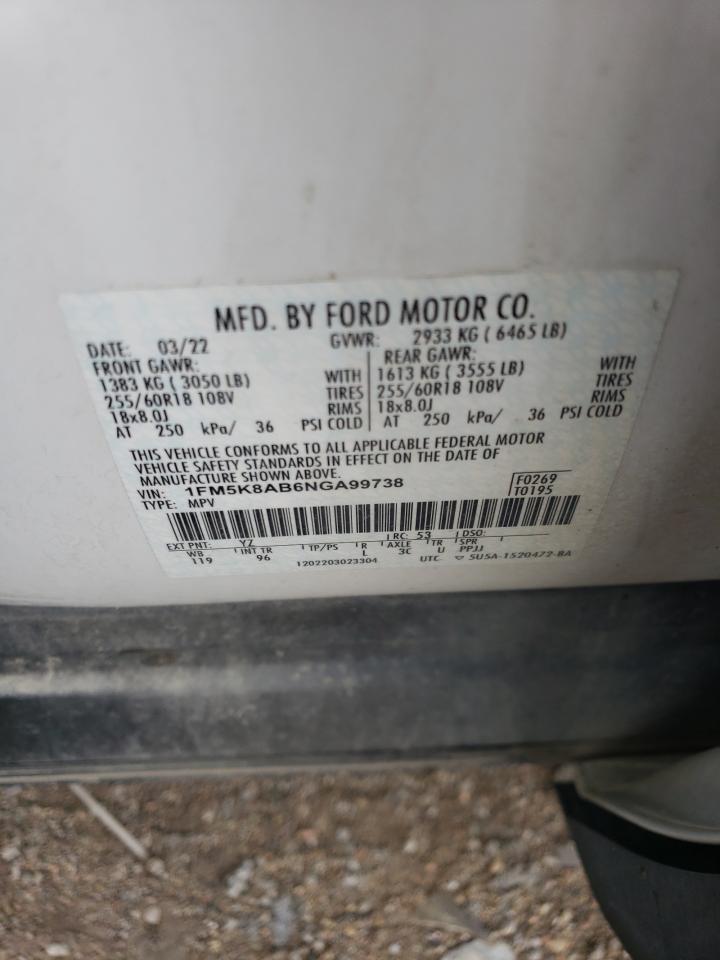 MFD. BY FORD MOTOR CO.
DATE: 03/22 GVWR: 2933 KG ( 6465 LB)
FRONT GAWR: REAR GAWR:
1383 KG ( 3050 LB) WITH 1613 KG ( 3555 LB) WITH
255/60R18 108V TIRES 255/60R18 108V TIRES
18x8.0J RIMS 18x8.0J RIMS
AT 250 kPa/ 36 PSI COLD AT 250 kPa/ 36 PSI COLD
THIS VEHICLE CONFORMS TO ALL APPLICABLE FEDERAL MOTOR
VEHICLE SAFETY STANDARDS IN EFFECT ON THE DATE OF
MANUFACTURE SHOWN ABOVE.
VIN: 1FM5K8AB6NGA99738 F0269
TYPE: MPV T0195
EXT PNT: YZ RC: 53 DSO:
WB INT TR TP/PS R AXLE TR SPR
119 96 L 3C U PPJJ
1202203023304 UTC ▽ 5U5A-1520472-BA